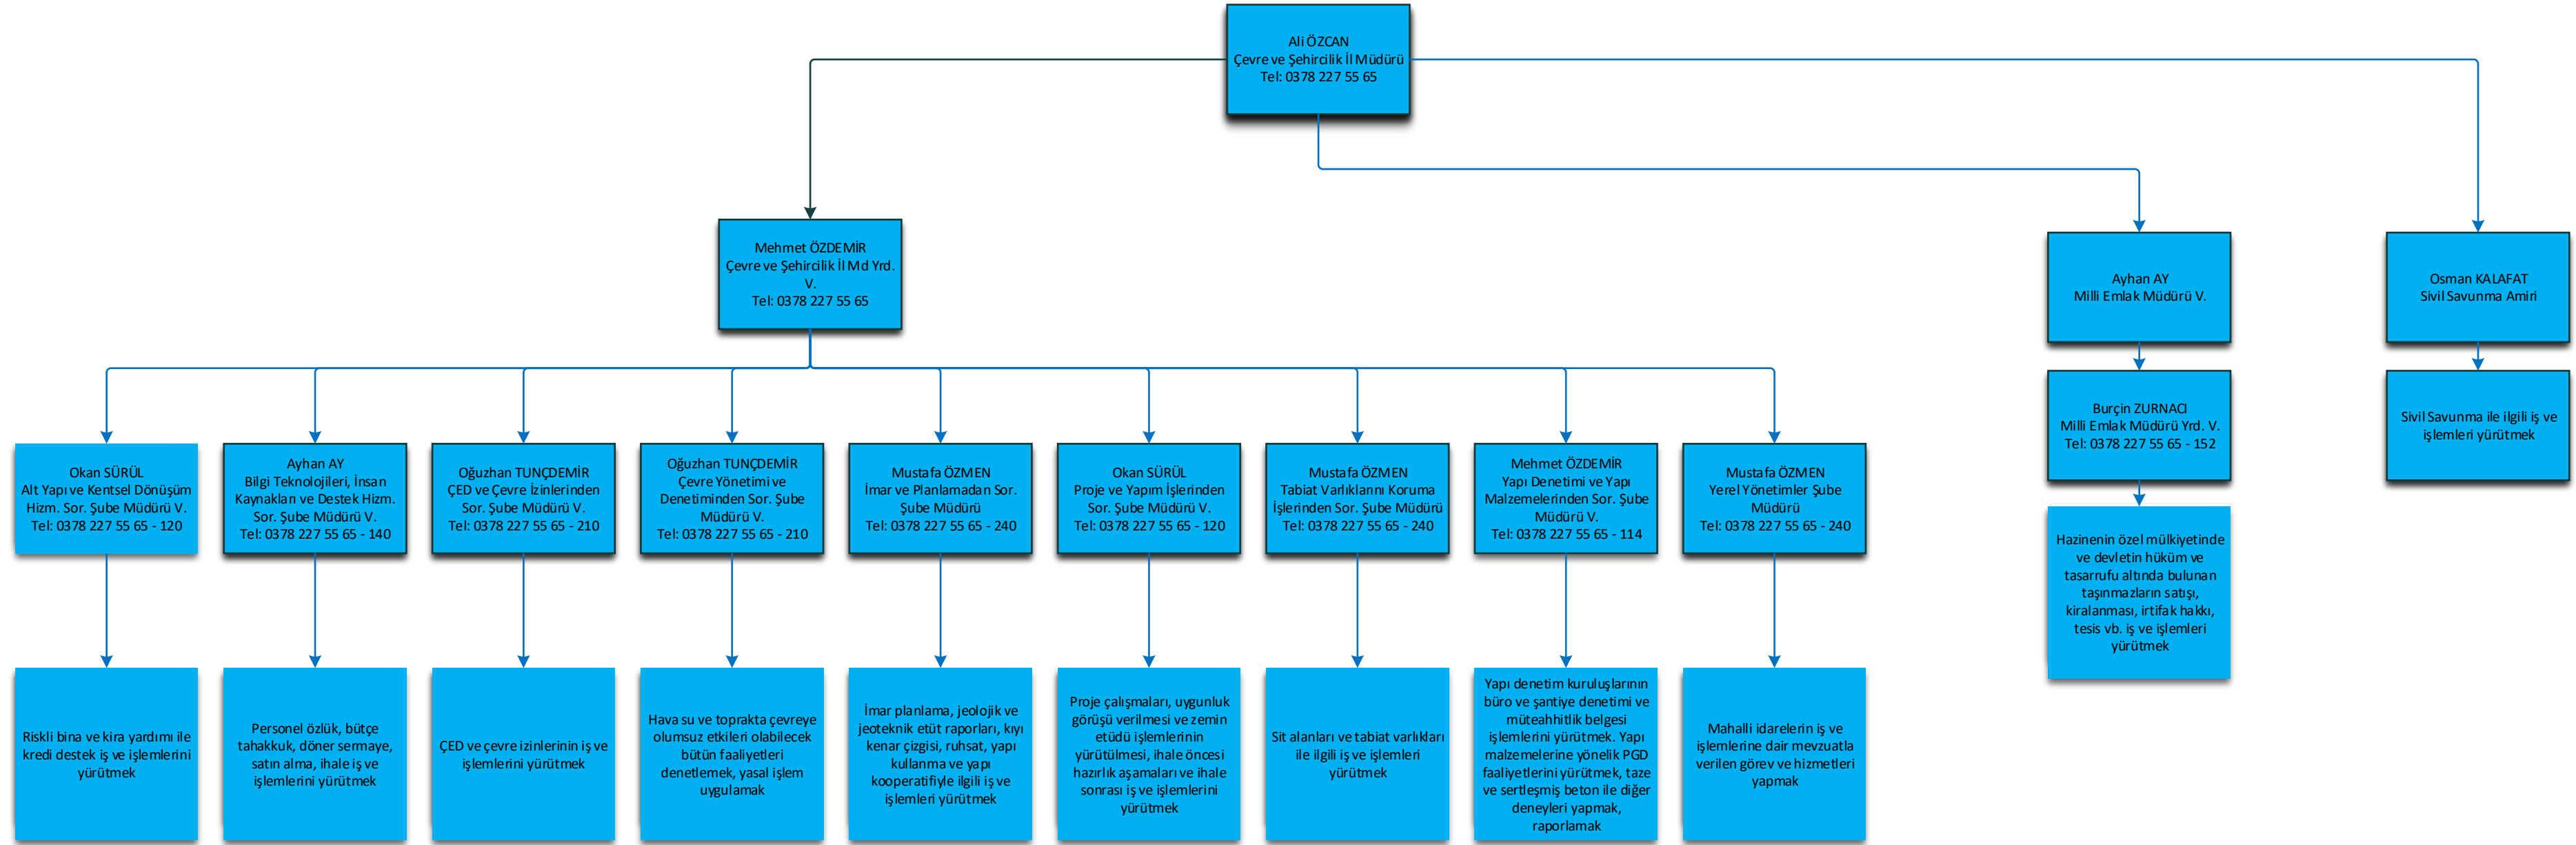 Ali ÖZCAN
Çevre ve Şehircilik İl Müdürü
Tel: 0378 227 55 65
Mehmet ÖZDEMİR
Çevre ve Şehircilik İl Md Yrd.
V.
Tel: 0378 227 55 65
Ayhan AY
Milli Emlak Müdürü V.
Osman KALAFAT
Sivil Savunma Amiri
Burçin ZURNACI
Milli Emlak Müdürü Yrd. V.
Tel: 0378 227 55 65 - 152
Sivil Savunma ile ilgili iş ve
işlemleri yürütmek
Okan SÜRÜL
Alt Yapı ve Kentsel Dönüşüm
Hizm. Sor. Şube Müdürü V.
Tel: 0378 227 55 65 - 120
Ayhan AY
Bilgi Teknolojileri, İnsan
Kaynakları ve Destek Hizm.
Sor. Şube Müdürü V.
Tel: 0378 227 55 65 - 140
Oğuzhan TUNÇDEMİR
ÇED ve Çevre İzinlerinden
Sor. Şube Müdürü V.
Tel: 0378 227 55 65 - 210
Oğuzhan TUNÇDEMİR
Çevre Yönetimi ve
Denetiminden Sor. Şube
Müdürü V.
Tel: 0378 227 55 65 - 210
Mustafa ÖZMEN
İmar ve Planlamadan Sor.
Şube Müdürü
Tel: 0378 227 55 65 - 240
Okan SÜRÜL
Proje ve Yapım İşlerinden
Sor. Şube Müdürü V.
Tel: 0378 227 55 65 - 120
Mustafa ÖZMEN
Tabiat Varlıklarını Koruma
İşlerinden Sor. Şube Müdürü
Tel: 0378 227 55 65 - 240
Mehmet ÖZDEMİR
Yapı Denetimi ve Yapı
Malzemelerinden Sor. Şube
Müdürü V.
Tel: 0378 227 55 65 - 114
Mustafa ÖZMEN
Yerel Yönetimler Şube
Müdürü
Tel: 0378 227 55 65 - 240
Hazinenin özel mülkiyetinde
ve devletin hüküm ve
tasarrufu altında bulunan
taşınmazların satışı,
kiralanması, irtifak hakkı,
tesis vb. iş ve işlemleri
yürütmek
Riskli bina ve kira yardımı ile
kredi destek iş ve işlemlerini
yürütmek
Personel özlük, bütçe
tahakkuk, döner sermaye,
satın alma, ihale iş ve
işlemlerini yürütmek
ÇED ve çevre izinlerinin iş ve
işlemlerini yürütmek
Hava su ve toprakta çevreye
olumsuz etkileri olabilecek
bütün faaliyetleri
denetlemek, yasal işlem
uygulamak
İmar planlama, jeolojik ve
jeoteknik etüt raporları, kıyı
kenar çizgisi, ruhsat, yapı
kullanma ve yapı
kooperatifiyle ilgili iş ve
işlemleri yürütmek
Proje çalışmaları, uygunluk
görüşü verilmesi ve zemin
etüdü işlemlerinin
yürütülmesi, ihale öncesi
hazırlık aşamaları ve ihale
sonrası iş ve işlemlerini
yürütmek
Sit alanları ve tabiat varlıkları
ile ilgili iş ve işlemleri
yürütmek
Yapı denetim kuruluşlarının
büro ve şantiye denetimi ve
müteahhitlik belgesi
işlemlerini yürütmek. Yapı
malzemelerine yönelik PGD
faaliyetlerini yürütmek, taze
ve sertleşmiş beton ile diğer
deneyleri yapmak,
raporlamak
Mahalli idarelerin iş ve
işlemlerine dair mevzuatla
verilen görev ve hizmetleri
yapmak